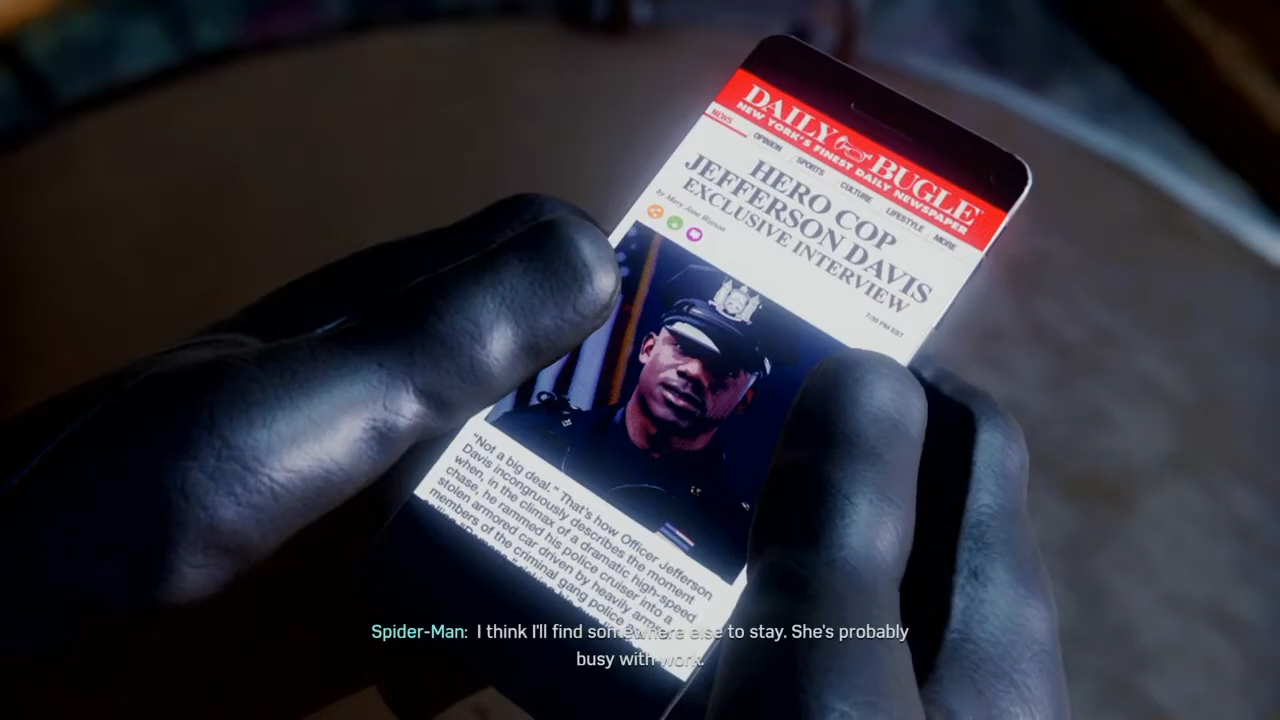 DAILY BUGLE
NEW YORK'S FINEST DAILY NEWSPAPER
NEWS OPINION SPORTS CULTURE LIFESTYLE MORE
HERO COP
JEFFERSON DAVIS
EXCLUSIVE INTERVIEW
by Mary Jane Watson
7:30 PM EST
"Not a big deal." That's how Officer Jefferson
Davis incongruously describes the moment
when, in the climax of a dramatic high-speed
chase, he rammed his police cruiser into a
stolen armored car driven by heavily
members of the criminal gang police
Spider-Man: I think I'll find somewhere else to stay. She's probably
busy with work.